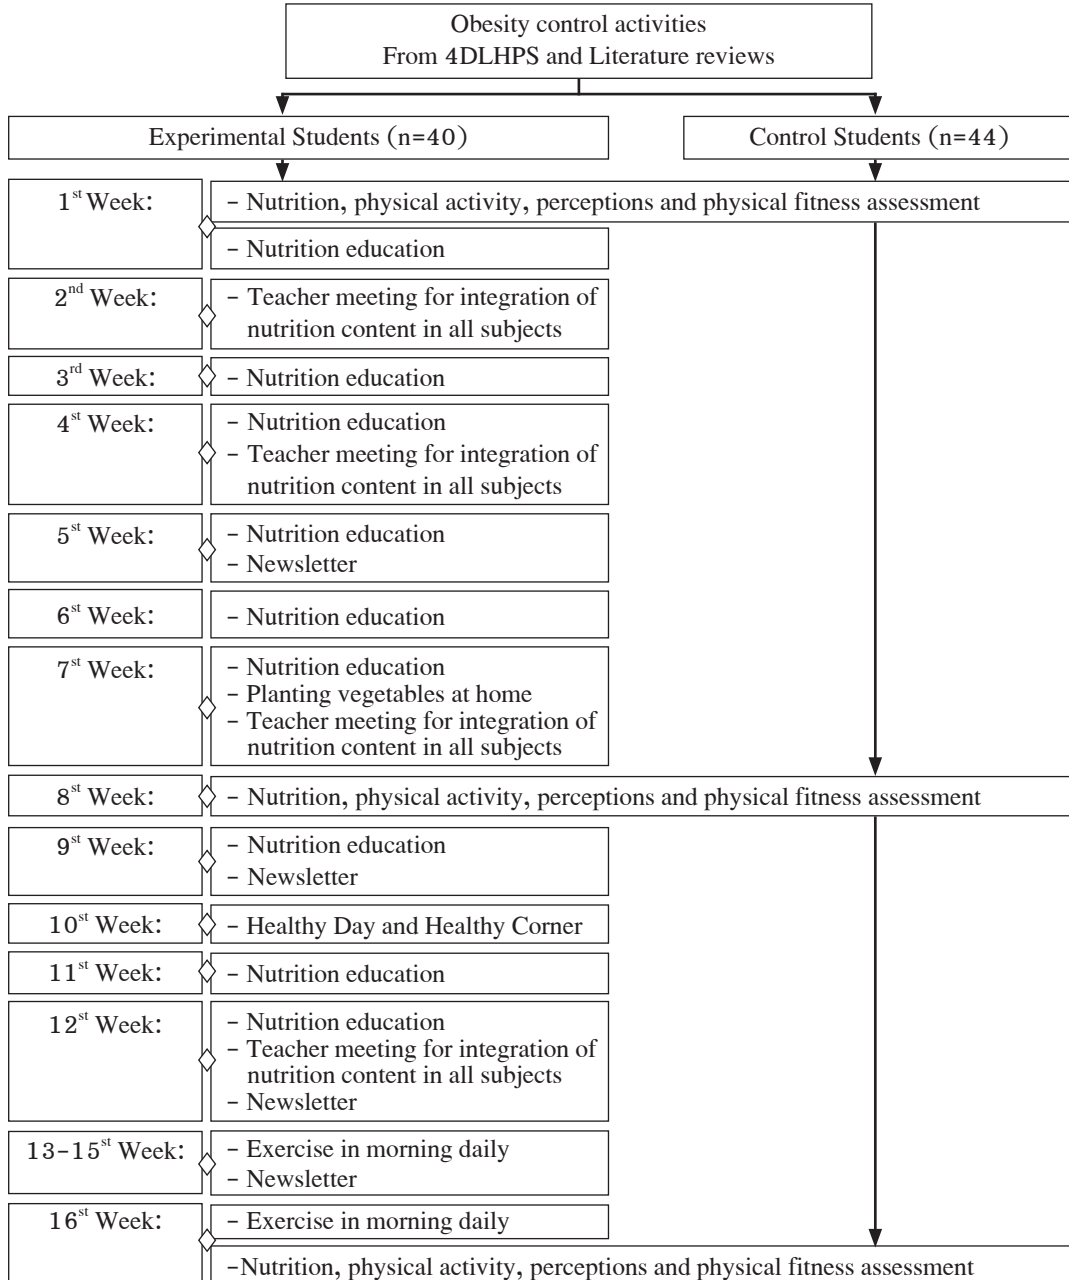 Obesity control activities
From 4DLHPS and Literature reviews
Experimental Students (n=40)
Control Students (n=44)
1st Week:
- Nutrition, physical activity, perceptions and physical fitness assessment
- Nutrition education
2nd Week:
- Teacher meeting for integration of
nutrition content in all subjects
3rd Week:
- Nutrition education
4st Week:
- Nutrition education
- Teacher meeting for integration of
nutrition content in all subjects
5st Week:
- Nutrition education
- Newsletter
6st Week:
- Nutrition education
7st Week:
- Nutrition education
- Planting vegetables at home
- Teacher meeting for integration of
nutrition content in all subjects
8st Week:
- Nutrition, physical activity, perceptions and physical fitness assessment
9st Week:
- Nutrition education
- Newsletter
10st Week:
- Healthy Day and Healthy Corner
11st Week:
- Nutrition education
12st Week:
- Nutrition education
- Teacher meeting for integration of
nutrition content in all subjects
- Newsletter
13-15st Week:
- Exercise in morning daily
- Newsletter
16st Week:
- Exercise in morning daily
-Nutrition, physical activity, perceptions and physical fitness assessment